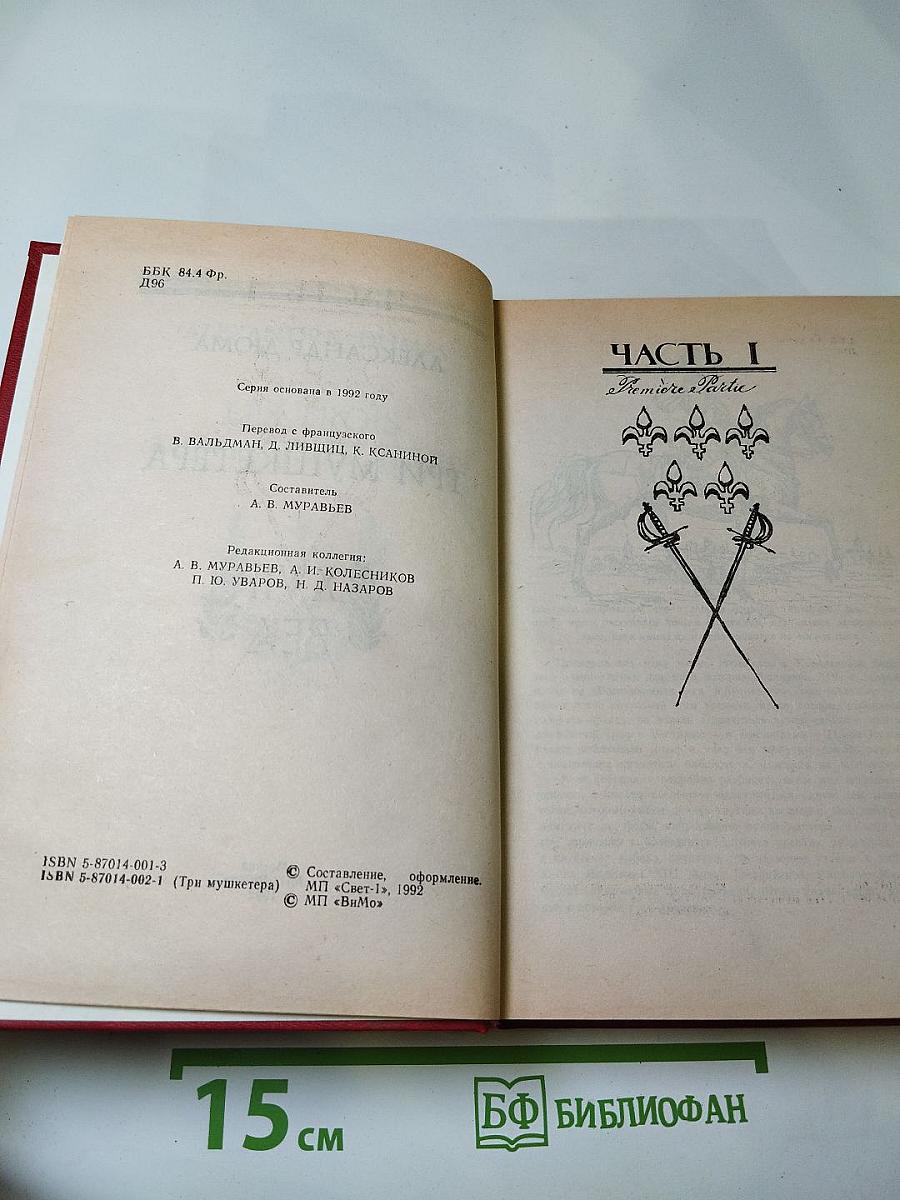 ББК 84.4 Фр.
Д96
Серия основана в 1992 году
Перевод с французского
В. ВАЛЬДМАН, Д. ЛИВШИЦ, К. КСАНИНОЙ
Составитель
А. В. МУРАВЬЕВ
Редакционная коллегия:
А. В. МУРАВЬЕВ, А. И. КОЛЕСНИКОВ
П. Ю. УВАРОВ, Н. Д. НАЗАРОВ
ISBN 5-87014-001-3
ISBN 5-87014-002-1 (Три мушкетера)
© Составление, оформление.
МП «Свет-I», 1992
© МП «ВиМо»
ЧАСТЬ I
Première Partie
15 см
БФ БИБЛИОФАН